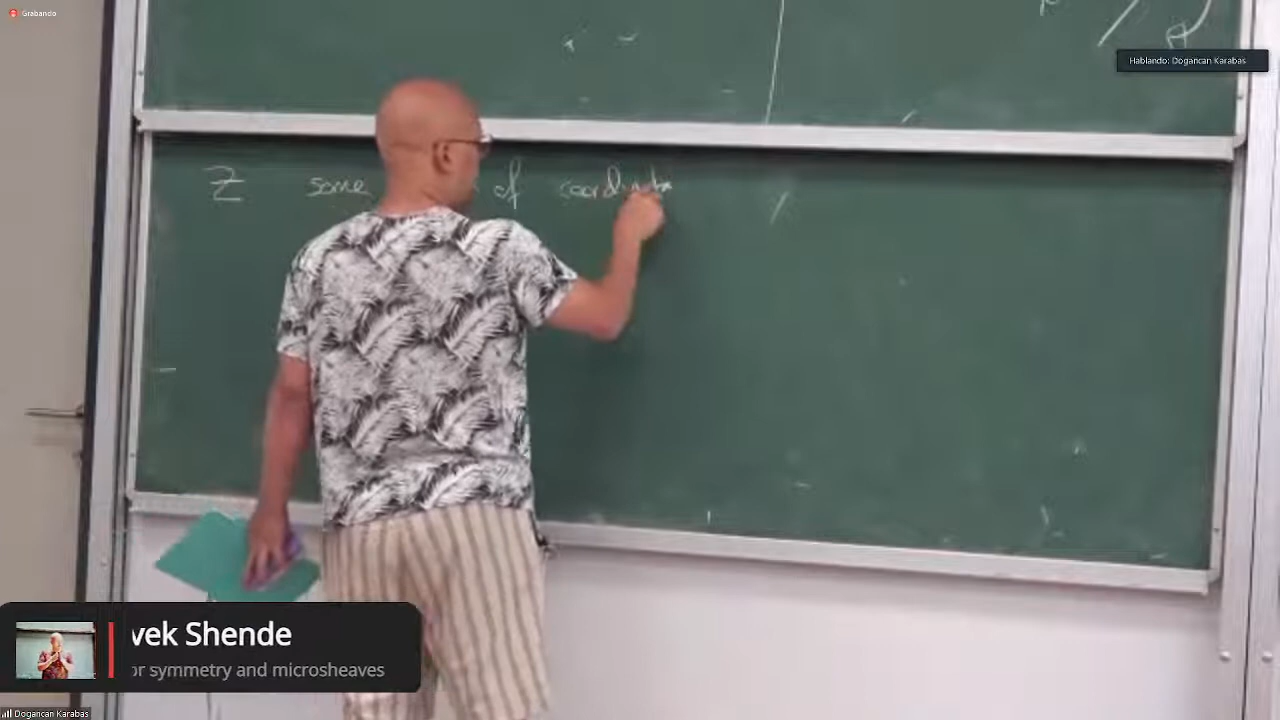 Grabando
Hablando: Dogancan Karabas
Z some of coordinate
vek Shende
or symmetry and microsheaves
Dogancan Karabas